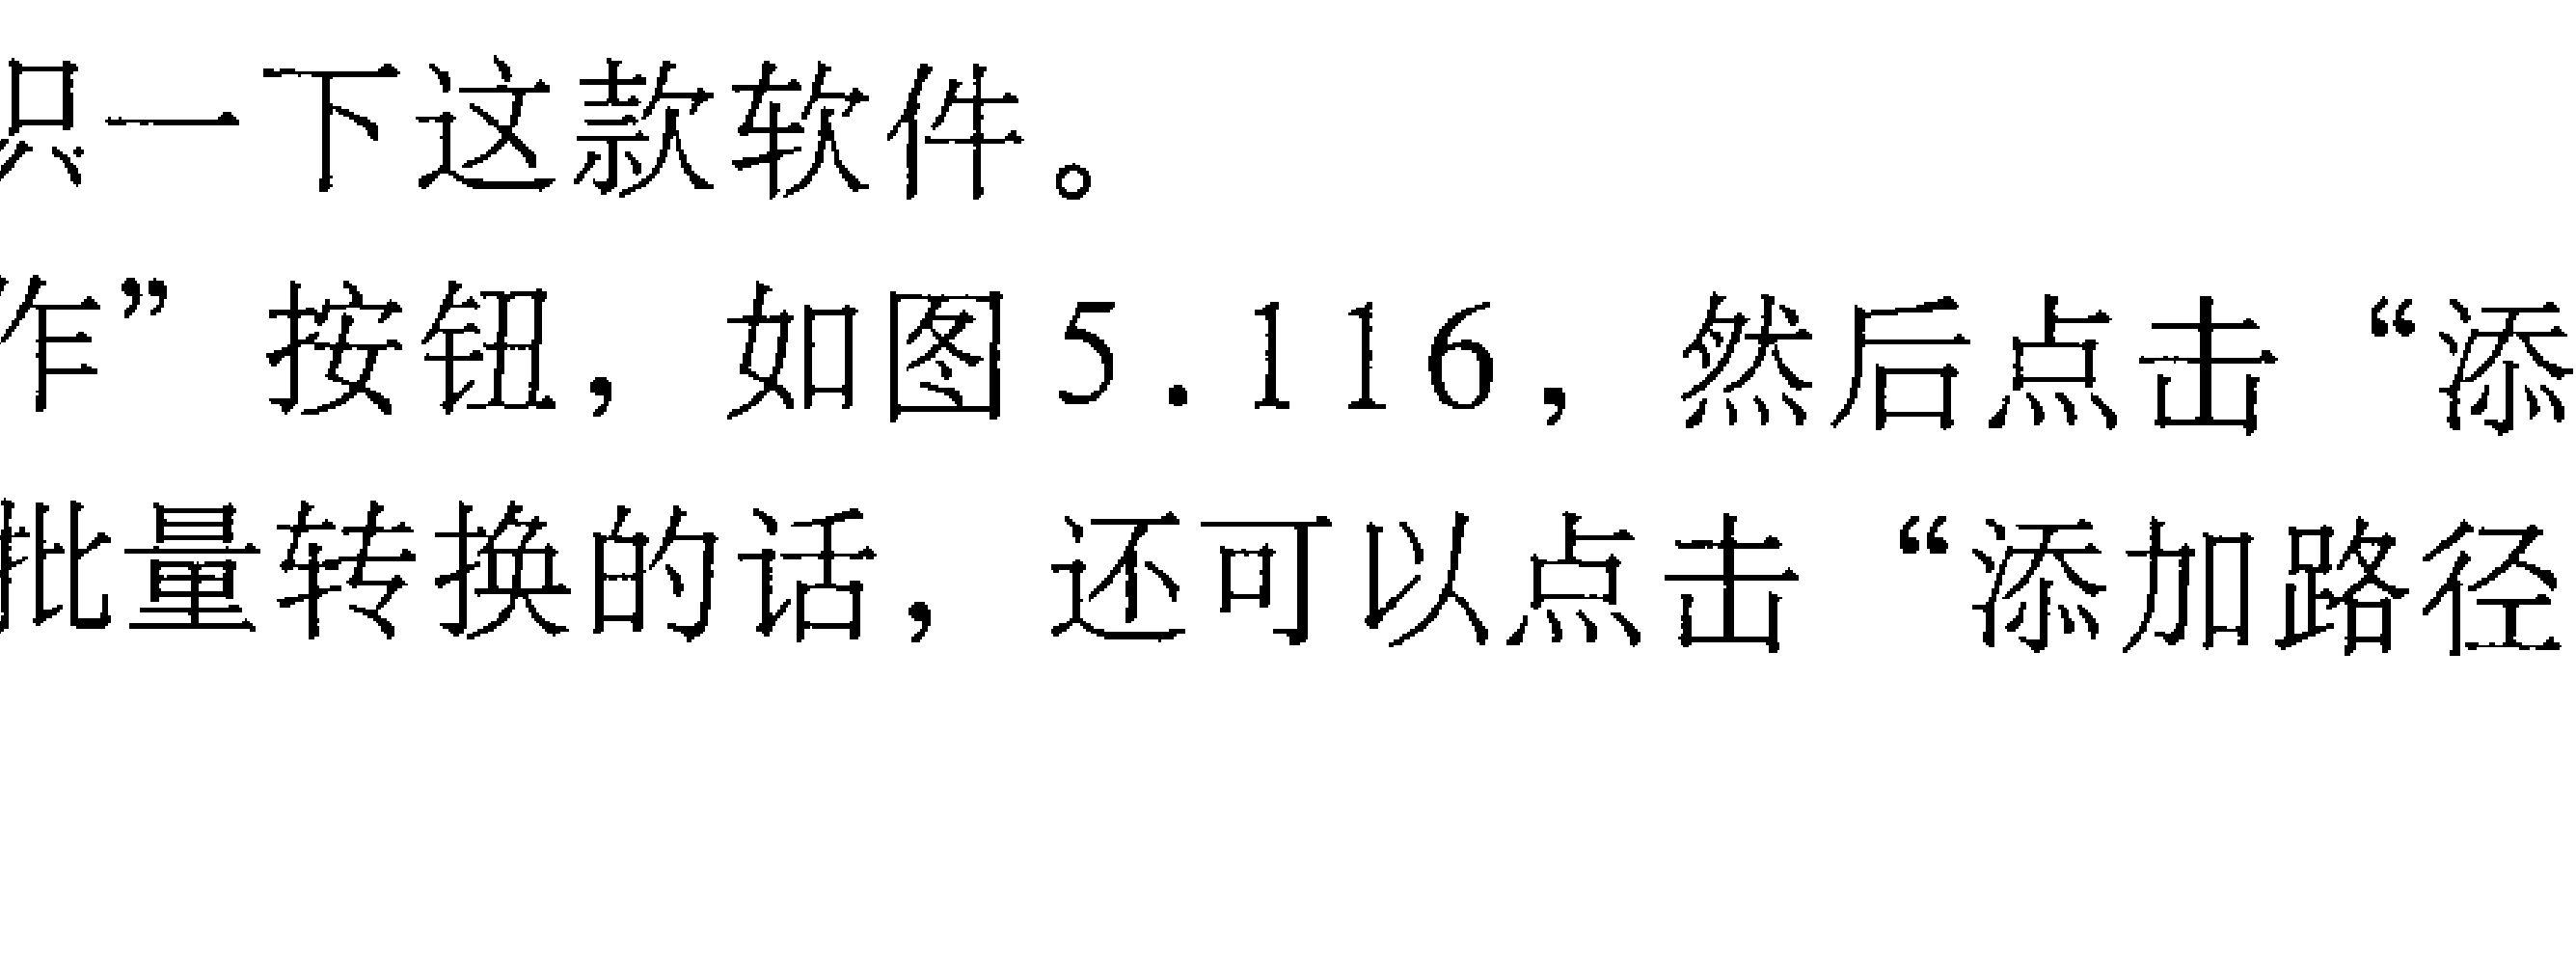 识一下这款软件。
作”按钮，如图5.116，然后点击“添
批量转换的话，还可以点击“添加路径